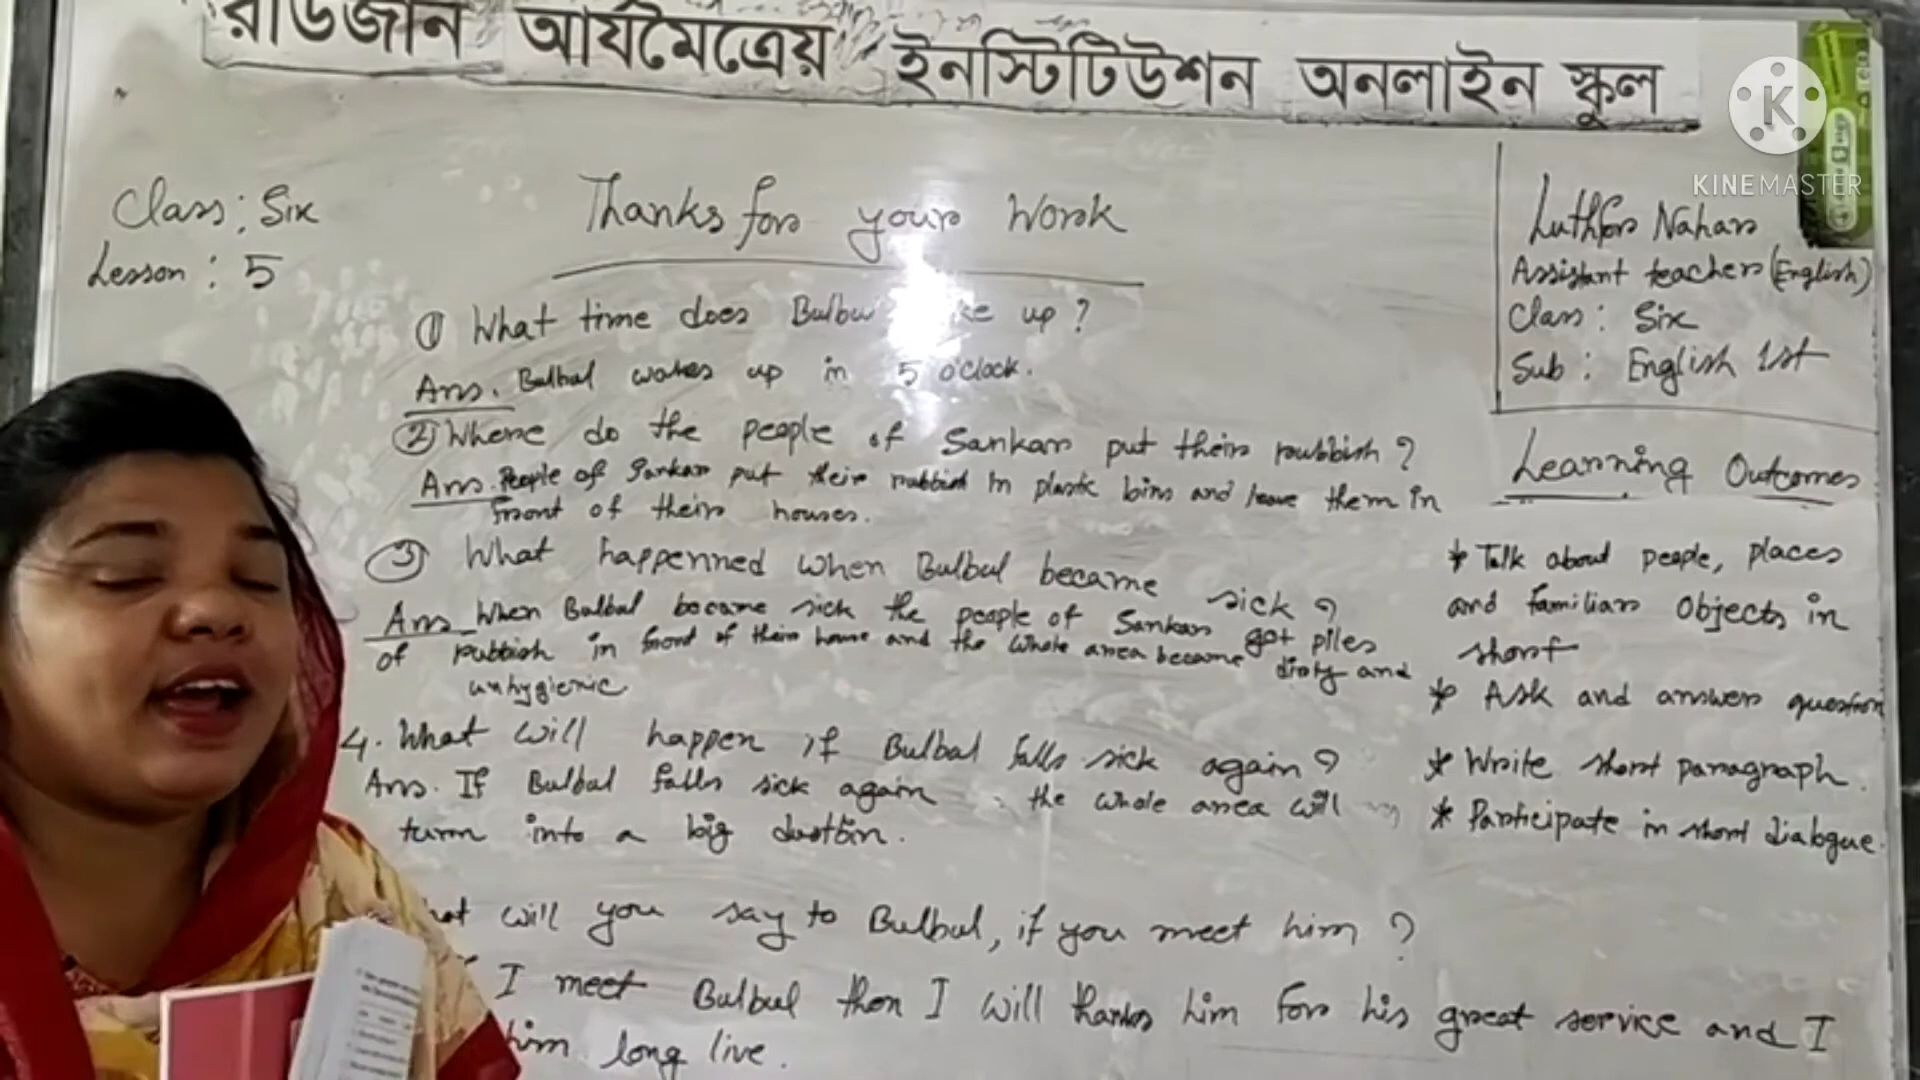 রাউজান আর্যমৈত্রেয় ইনস্টিটিউশন অনলাইন স্কুল
KINEMASTER
Class: Six
Lesson: 5
Thanks for your Work
Luthfor Nahar
Assistant teacher (English)
Class: Six
Sub: English 1st
① What time does Bulbul up?
Ans. Bulbul wakes up in 5 o'clock.
② Where do the people of Sankar put their rubbish?
Ans. People of Sankar put their rubbish in plastic bins and leave them in
front of their houses.
③ What happenned when Bulbul became sick?
Ans When Bulbul became sick the people of Sankar got piles
of rubbish in front of their home and the whole area became dirty and
unhygienic
4. What will happen if Bulbul falls sick again?
Ans. If Bulbul falls sick again the whole area will
turn into a big dustbin.
will you say to Bulbul, if you meet him?
I meet Bulbul then I will thanks him for his great service and I
him long live.
Learning Outcomes
* Talk about people, places
and familiar objects in
short
* Ask and answer question
* Write short paragraph.
* Participate in short dialogue.